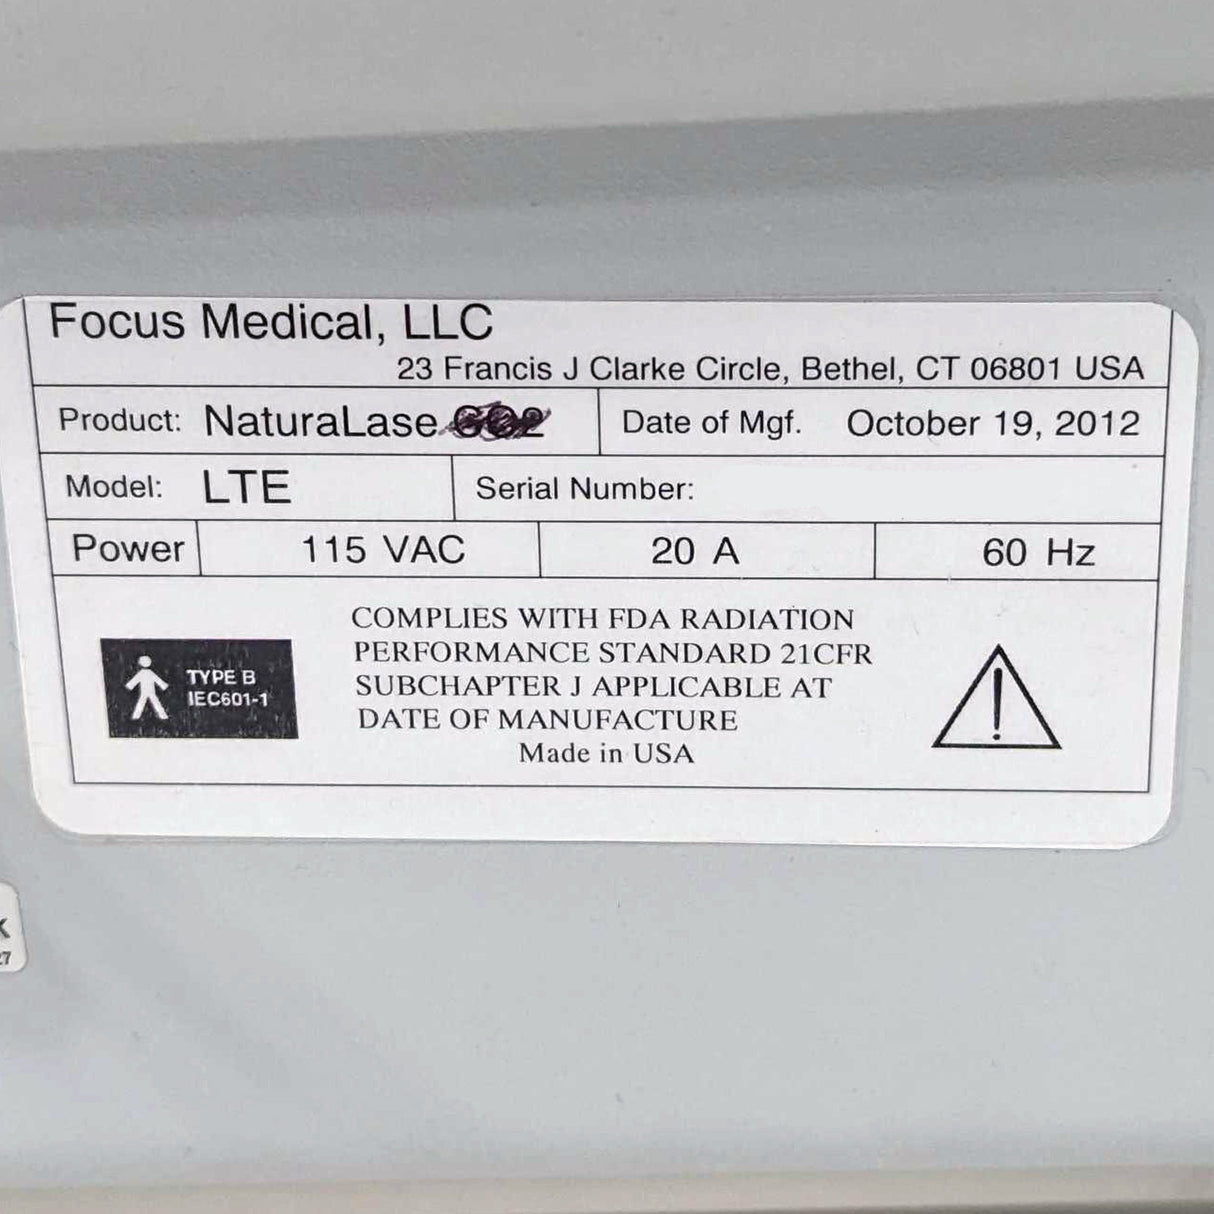 Focus Medical, LLC
23 Francis J Clarke Circle, Bethel, CT 06801 USA
Product: NaturaLase CO2 Date of Mgf. October 19, 2012
Model: LTE Serial Number:
Power 115 VAC 20 A 60 Hz
TYPE B
IEC601-1
COMPLIES WITH FDA RADIATION
PERFORMANCE STANDARD 21CFR
SUBCHAPTER J APPLICABLE AT
DATE OF MANUFACTURE
Made in USA
!